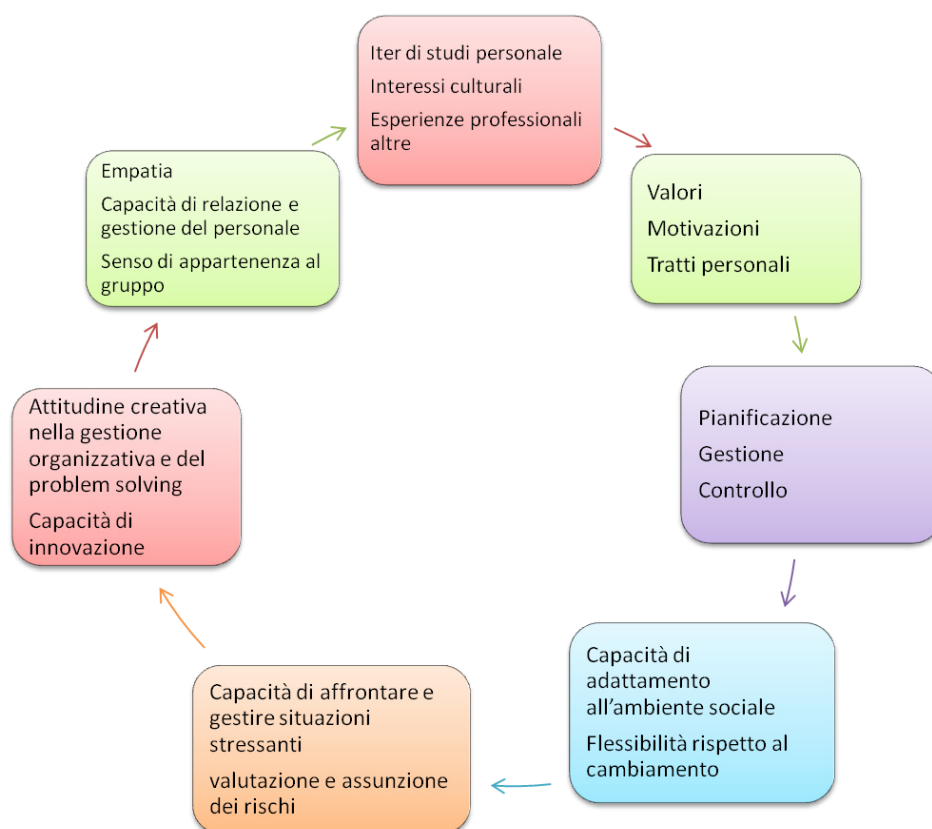 Iter di studi personale
Interessi culturali
Esperienze professionali
altre
Valori
Motivazioni
Tratti personali
Pianificazione
Gestione
Controllo
Capacità di
adattamento
all’ambiente sociale
Flessibilità rispetto al
cambiamento
Capacità di affrontare e
gestire situazioni
stressanti
valutazione e assunzione
dei rischi
Attitudine creativa
nella gestione
organizzativa e del
problem solving
Capacità di
innovazione
Empatia
Capacità di relazione e
gestione del personale
Senso di appartenenza al
gruppo